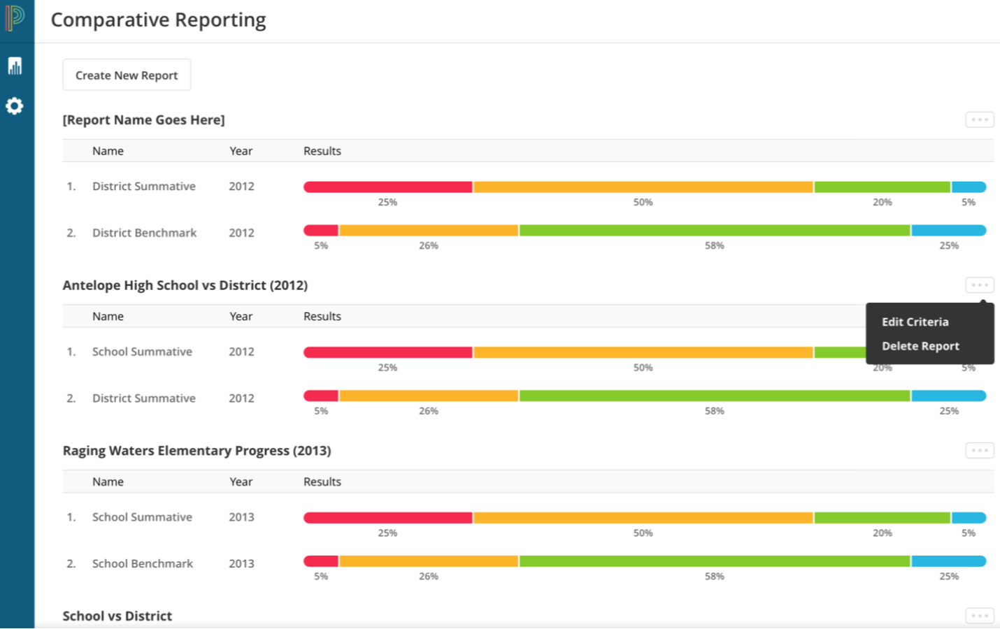 Comparative Reporting
Create New Report
[Report Name Goes Here]
Name Year Results
1. District Summative 2012
25% 50% 20% 5%
2. District Benchmark 2012
5% 26% 58% 25%
Antelope High School vs District (2012)
Name Year Results
Edit Criteria
Delete Report
1. School Summative 2012
25% 50% 20% 5%
2. District Summative 2012
5% 26% 58% 25%
Raging Waters Elementary Progress (2013)
Name Year Results
1. School Summative 2013
25% 50% 20% 5%
2. School Benchmark 2013
5% 26% 58% 25%
School vs District